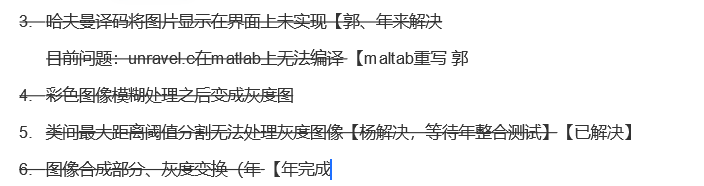 3. 哈夫曼译码将图片显示在界面上未实现【郭、年来解决
目前问题：unravel.c在matlab上无法编译 【maltab重写 郭
4. 彩色图像模糊处理之后变成灰度图
5. 类间最大距离阈值分割无法处理灰度图像【杨解决，等待年整合测试】【已解决】
6. 图像合成部分、灰度变换（年 【年完成